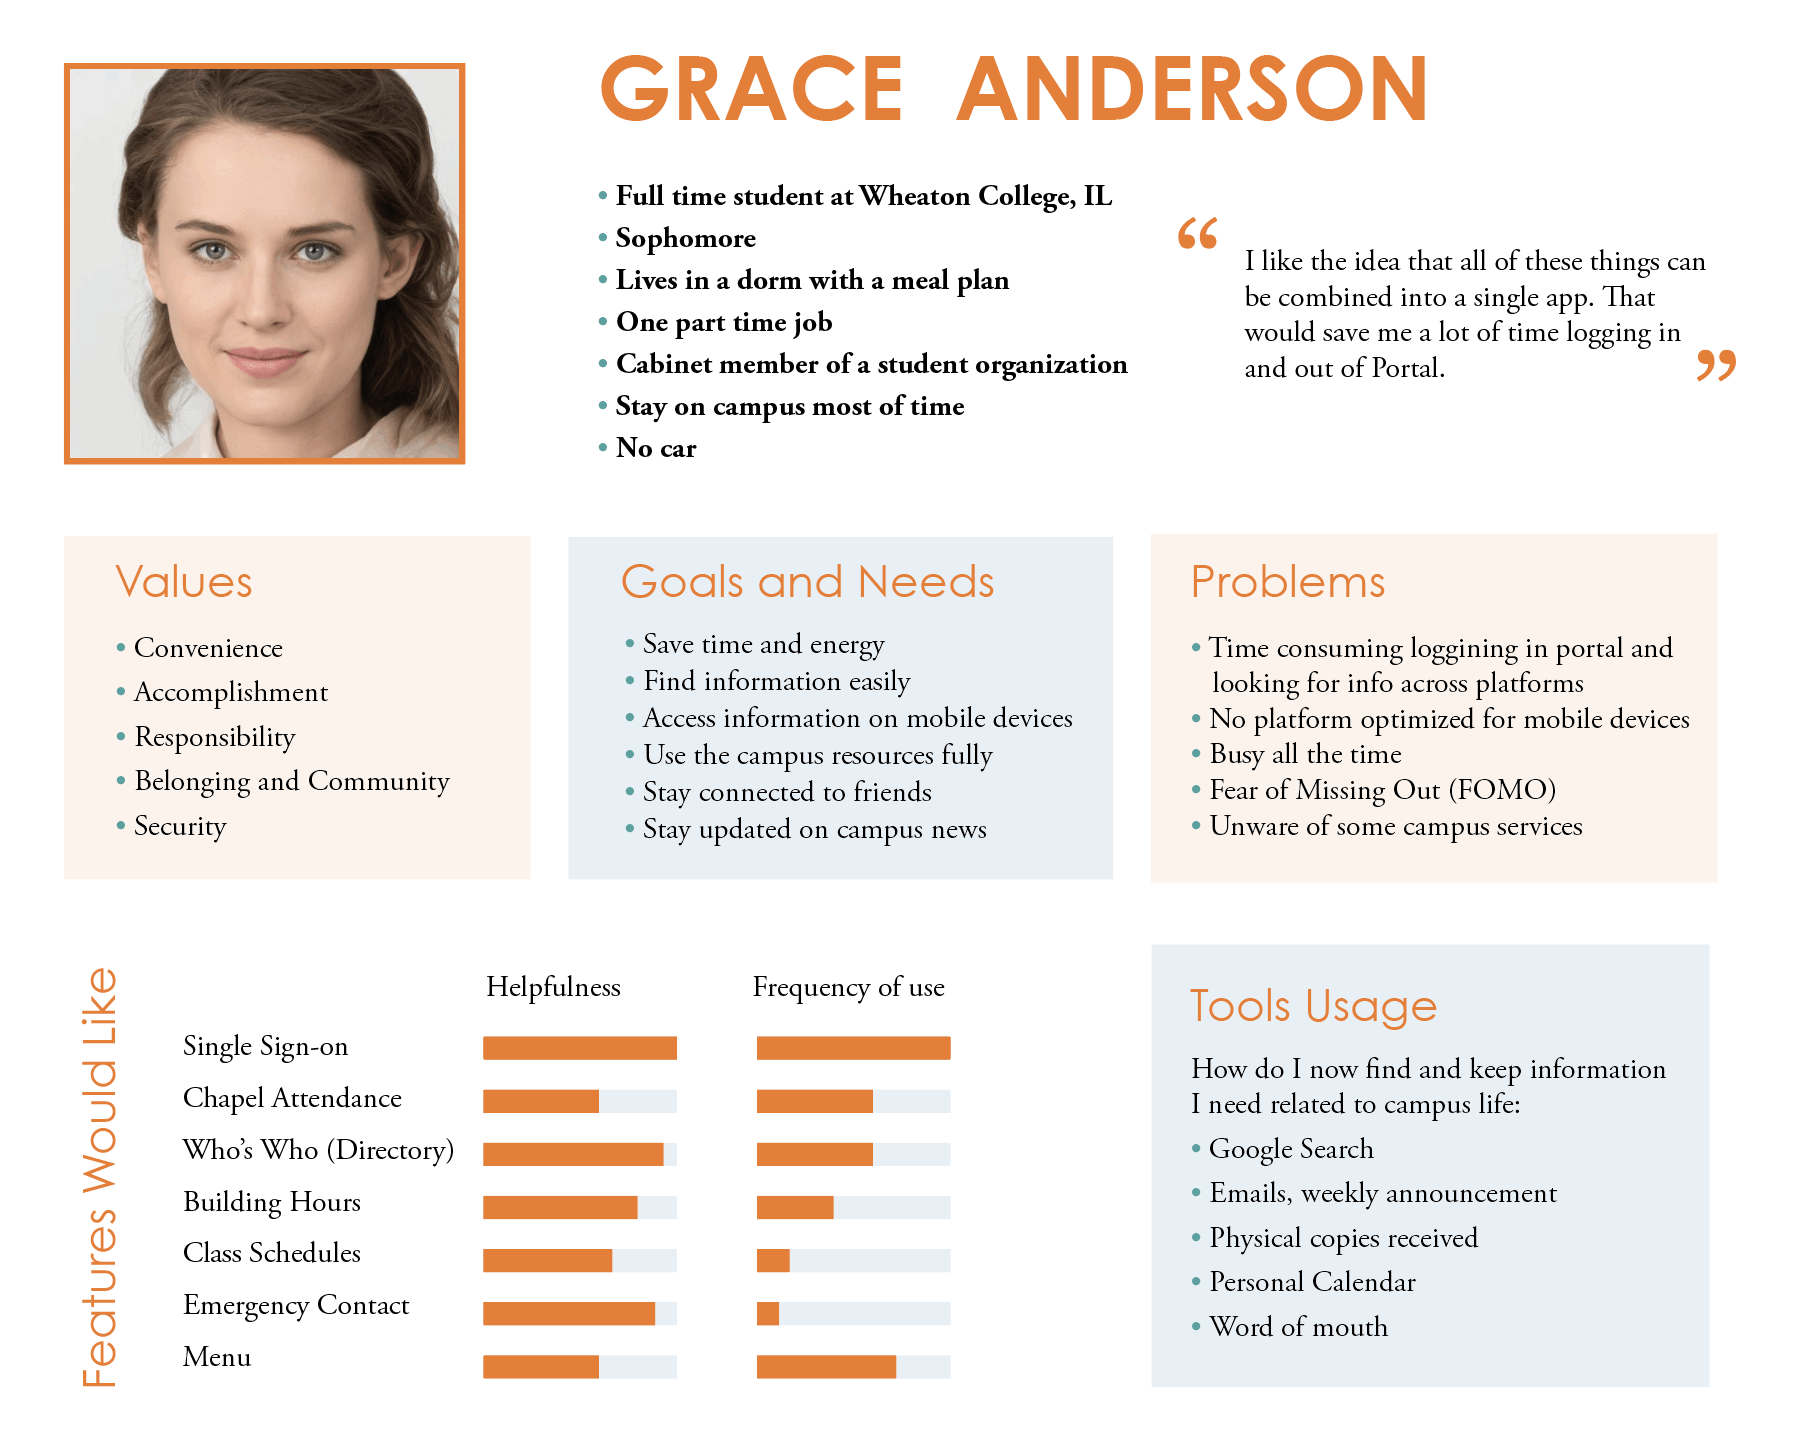 GRACE ANDERSON
• Full time student at Wheaton College, IL
• Sophomore
• Lives in a dorm with a meal plan
• One part time job
• Cabinet member of a student organization
• Stay on campus most of time
• No car
“
I like the idea that all of these things can
be combined into a single app. That
would save me a lot of time logging in
and out of Portal.
”
Values
• Convenience
• Accomplishment
• Responsibility
• Belonging and Community
• Security
Goals and Needs
• Save time and energy
• Find information easily
• Access information on mobile devices
• Use the campus resources fully
• Stay connected to friends
• Stay updated on campus news
Problems
• Time consuming loggining in portal and
looking for info across platforms
• No platform optimized for mobile devices
• Busy all the time
• Fear of Missing Out (FOMO)
• Unware of some campus services
Features Would Like
Helpfulness Frequency of use
Single Sign-on
Chapel Attendance
Who’s Who (Directory)
Building Hours
Class Schedules
Emergency Contact
Menu
Tools Usage
How do I now find and keep information
I need related to campus life:
• Google Search
• Emails, weekly announcement
• Physical copies received
• Personal Calendar
• Word of mouth